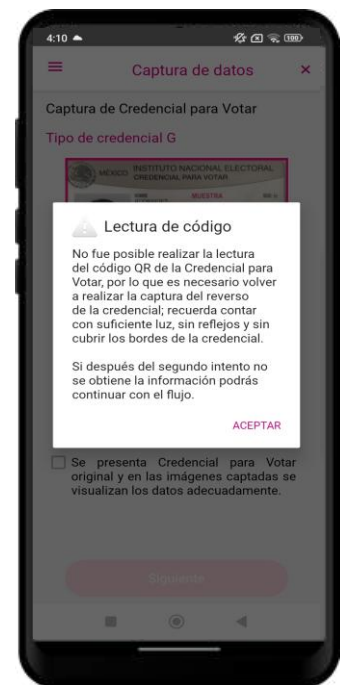 4:10
100
Captura de datos
Captura de Credencial para Votar
Tipo de credencial G
MÉXICO INSTITUTO NACIONAL ELECTORAL
CREDENCIAL PARA VOTAR
MUESTRA
Lectura de código
No fue posible realizar la lectura
del código QR de la Credencial para
Votar, por lo que es necesario volver
a realizar la captura del reverso
de la credencial; recuerda contar
con suficiente luz, sin reflejos y sin
cubrir los bordes de la credencial.
Si después del segundo intento no
se obtiene la información podrás
continuar con el flujo.
ACEPTAR
Se presenta Credencial para Votar
original y en las imágenes captadas se
visualizan los datos adecuadamente.
Siguiente